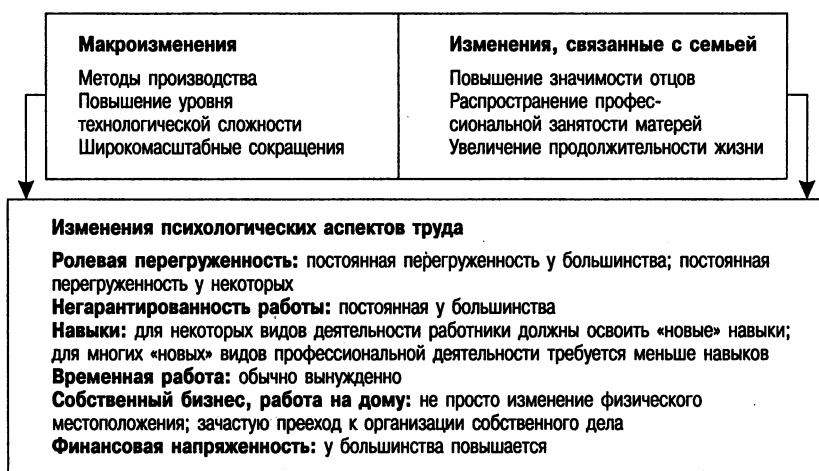 Макроизменения
Методы производства
Повышение уровня
технологической сложности
Широкомасштабные сокращения
Изменения, связанные с семьей
Повышение значимости отцов
Распространение профес-
сиональной занятости матерей
Увеличение продолжительности жизни
Изменения психологических аспектов труда
Ролевая перегруженность: постоянная перегруженность у большинства; постоянная
перегруженность у некоторых
Негарантированность работы: постоянная у большинства
Навыки: для некоторых видов деятельности работники должны освоить «новые» навыки;
для многих «новых» видов профессиональной деятельности требуется меньше навыков
Временная работа: обычно вынужденно
Собственный бизнес, работа на дому: не просто изменение физического
местоположения; зачастую прееход к организации собственного дела
Финансовая напряженность: у большинства повышается